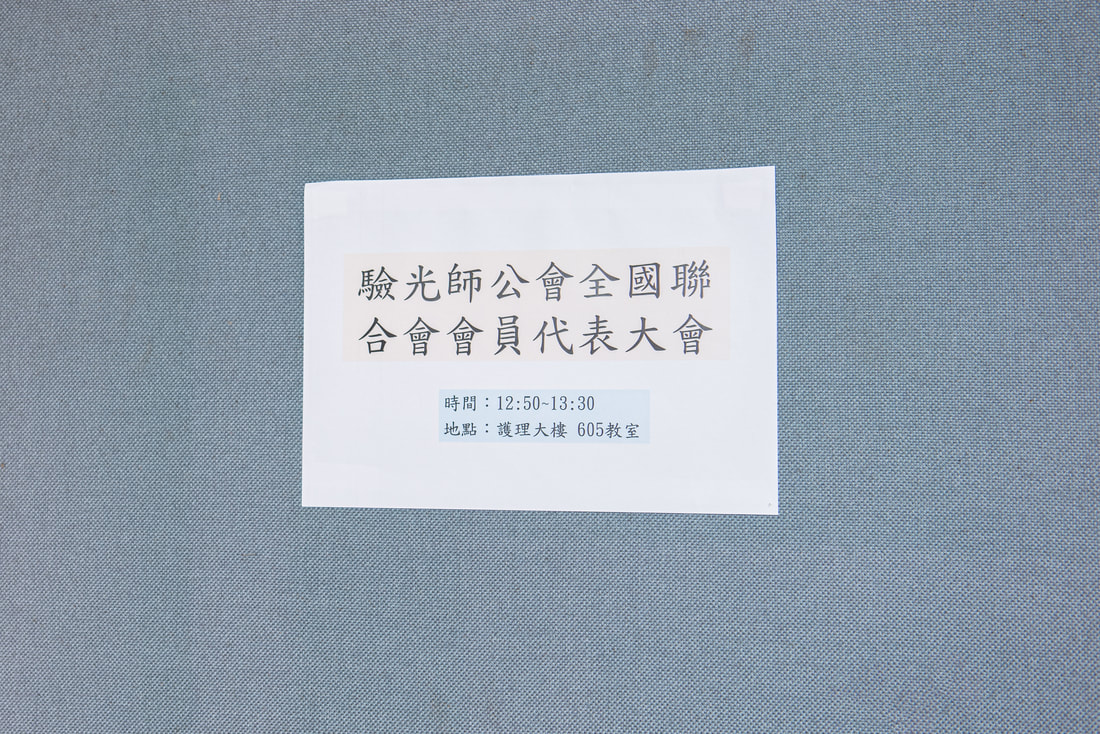 驗光師公會全國聯
合會會員代表大會
時間：12:50~13:30
地點：護理大樓 605教室